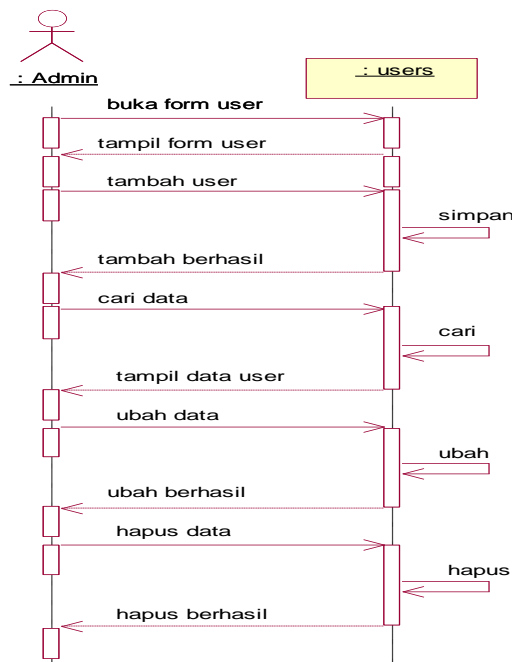 : Admin
: users
buka form user
tampil form user
tambah user
simpan
tambah berhasil
cari data
cari
tampil data user
ubah data
ubah
ubah berhasil
hapus data
hapus
hapus berhasil